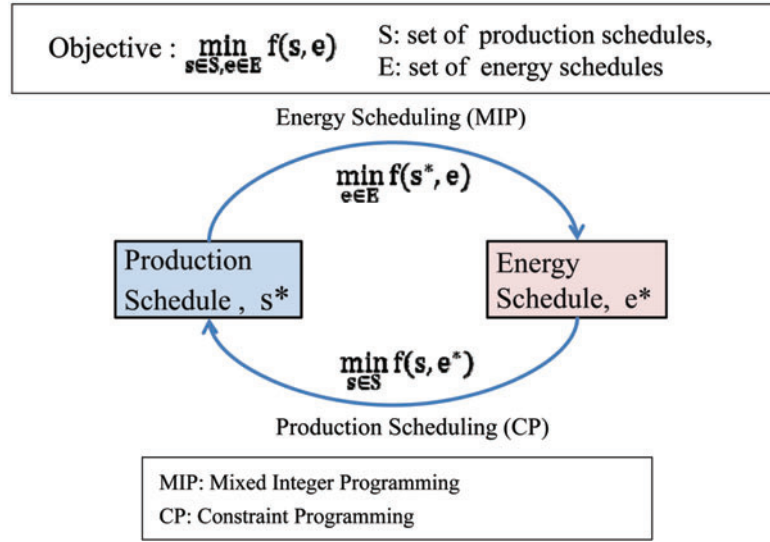 Objective : min f(s, e)
s∈S,e∈E
S: set of production schedules,
E: set of energy schedules
Energy Scheduling (MIP)
min f(s*, e)
e∈E
Production
Schedule , s*
Energy
Schedule, e*
min f(s, e*)
s∈S
Production Scheduling (CP)
MIP: Mixed Integer Programming
CP: Constraint Programming